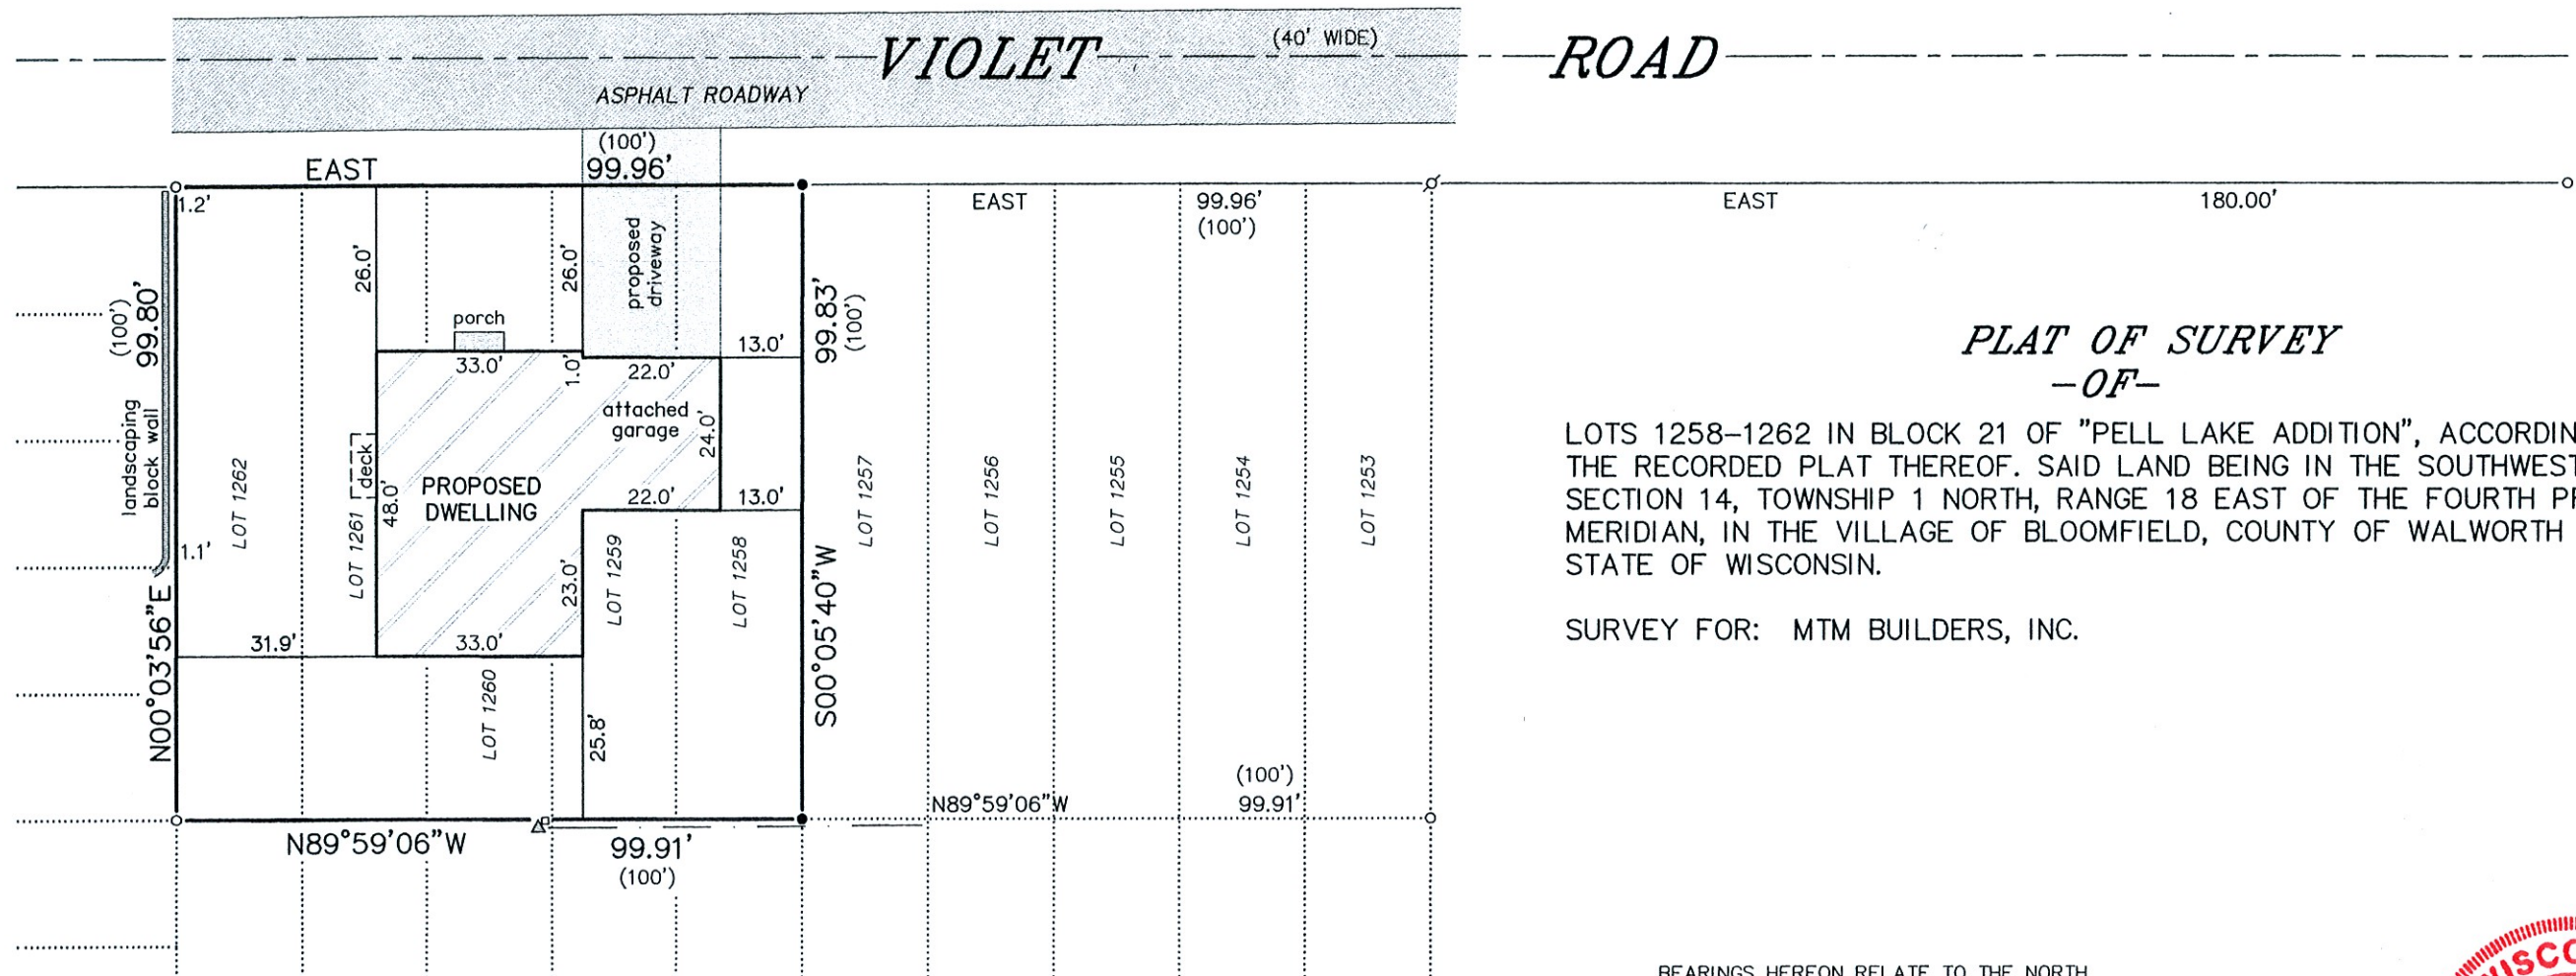 VIOLET ROAD
(40' WIDE)
ASPHALT ROADWAY
(100')
EAST 99.96'
1.2'
EAST 99.96'
(100')
EAST 180.00'
26.0'
26.0'
proposed
driveway
porch
33.0'
1.0'
22.0'
13.0'
99.80'
(100')
99.83'
(100')
landscaping
block wall
attached
garage
24.0'
deck
48.0'
PROPOSED
DWELLING
22.0'
13.0'
LOT 1262
LOT 1261
LOT 1260
LOT 1259
LOT 1258
LOT 1257
LOT 1256
LOT 1255
LOT 1254
LOT 1253
1.1'
N00°03'56"E
S00°05'40"W
23.0'
31.9'
33.0'
25.8'
(100')
N89°59'06"W 99.91'
N89°59'06"W 99.91'
(100')
PLAT OF SURVEY
-OF-
LOTS 1258-1262 IN BLOCK 21 OF "PELL LAKE ADDITION", ACCORDIN
THE RECORDED PLAT THEREOF. SAID LAND BEING IN THE SOUTHWEST
SECTION 14, TOWNSHIP 1 NORTH, RANGE 18 EAST OF THE FOURTH P
MERIDIAN, IN THE VILLAGE OF BLOOMFIELD, COUNTY OF WALWORTH
STATE OF WISCONSIN.
SURVEY FOR: MTM BUILDERS, INC.
BEARINGS HEREON RELATE TO THE NORTH
ISCO